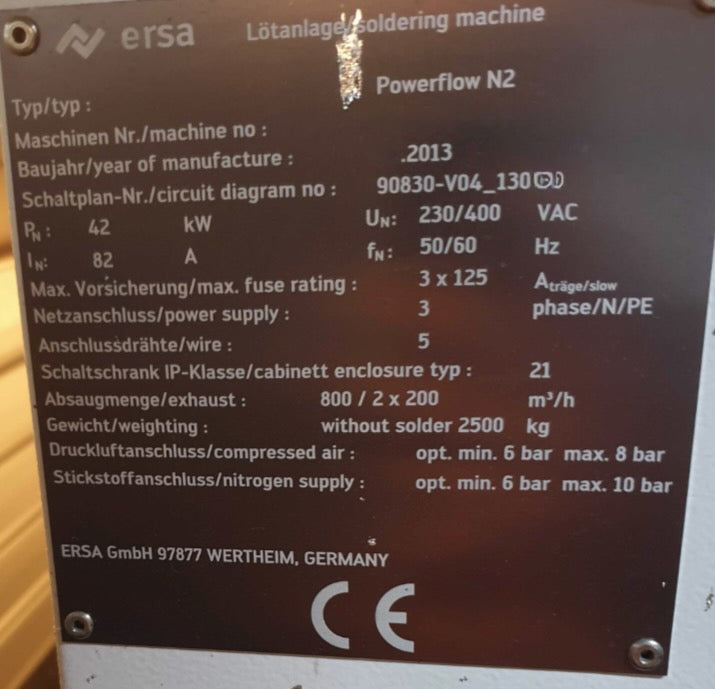 ersa Lötanlage/soldering machine
Typ/typ : Powerflow N2
Maschinen Nr./machine no :
Baujahr/year of manufacture : .2013
Schaltplan-Nr./circuit diagram no : 90830-V04_130
PN : 42 kW UN: 230/400 VAC
IN: 82 A fN: 50/60 Hz
Max. Vorsicherung/max. fuse rating : 3 x 125 Aträge/slow
Netzanschluss/power supply : 3 phase/N/PE
Anschlussdrähte/wire : 5
Schaltschrank IP-Klasse/cabinett enclosure typ : 21
Absaugmenge/exhaust : 800 / 2 x 200 m³/h
Gewicht/weighting : without solder 2500 kg
Druckluftanschluss/compressed air : opt. min. 6 bar max. 8 bar
Stickstoffanschluss/nitrogen supply : opt. min. 6 bar max. 10 bar
ERSA GmbH 97877 WERTHEIM, GERMANY
CE